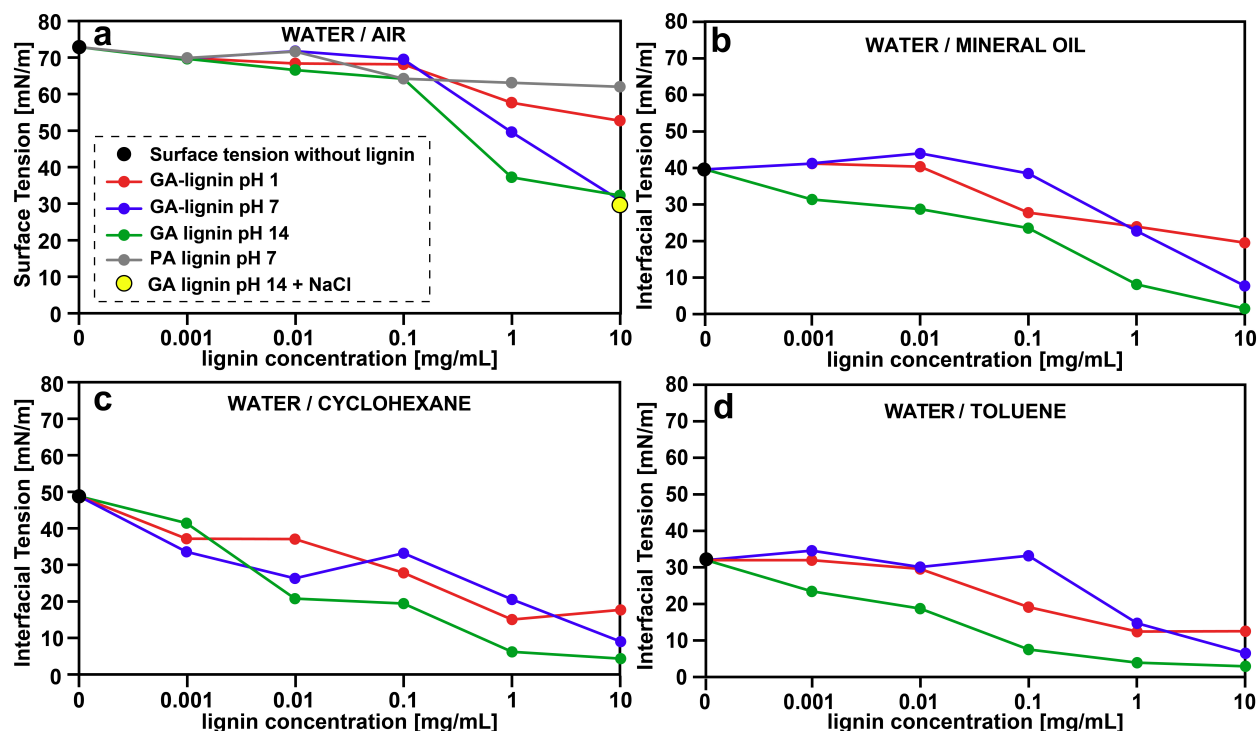 a
WATER / AIR
Surface Tension [mN/m]
80
70
60
50
40
30
20
10
0
Surface tension without lignin
GA-lignin pH 1
GA-lignin pH 7
GA lignin pH 14
PA lignin pH 7
GA lignin pH 14 + NaCl
0 0.001 0.01 0.1 1 10
lignin concentration [mg/mL]
b
WATER / MINERAL OIL
Interfacial Tension [mN/m]
80
70
60
50
40
30
20
10
0
0 0.001 0.01 0.1 1 10
lignin concentration [mg/mL]
c
WATER / CYCLOHEXANE
Interfacial Tension [mN/m]
80
70
60
50
40
30
20
10
0
0 0.001 0.01 0.1 1 10
lignin concentration [mg/mL]
d
WATER / TOLUENE
Interfacial Tension [mN/m]
80
70
60
50
40
30
20
10
0
0 0.001 0.01 0.1 1 10
lignin concentration [mg/mL]